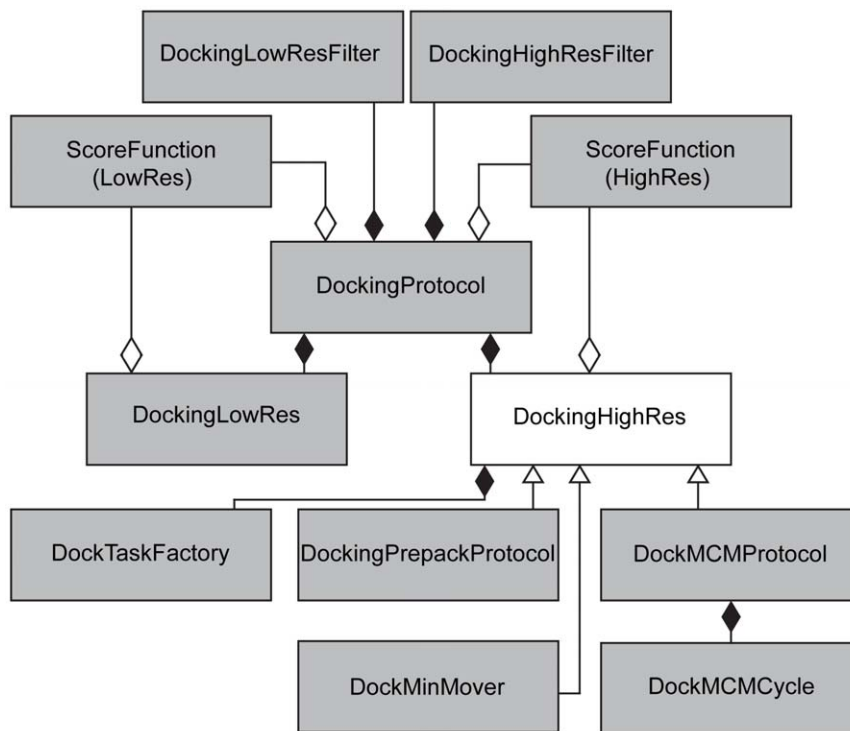 DockingLowResFilter
DockingHighResFilter
ScoreFunction
(LowRes)
ScoreFunction
(HighRes)
DockingProtocol
DockingLowRes
DockingHighRes
DockTaskFactory
DockingPrepackProtocol
DockMCMProtocol
DockMinMover
DockMCMCycle